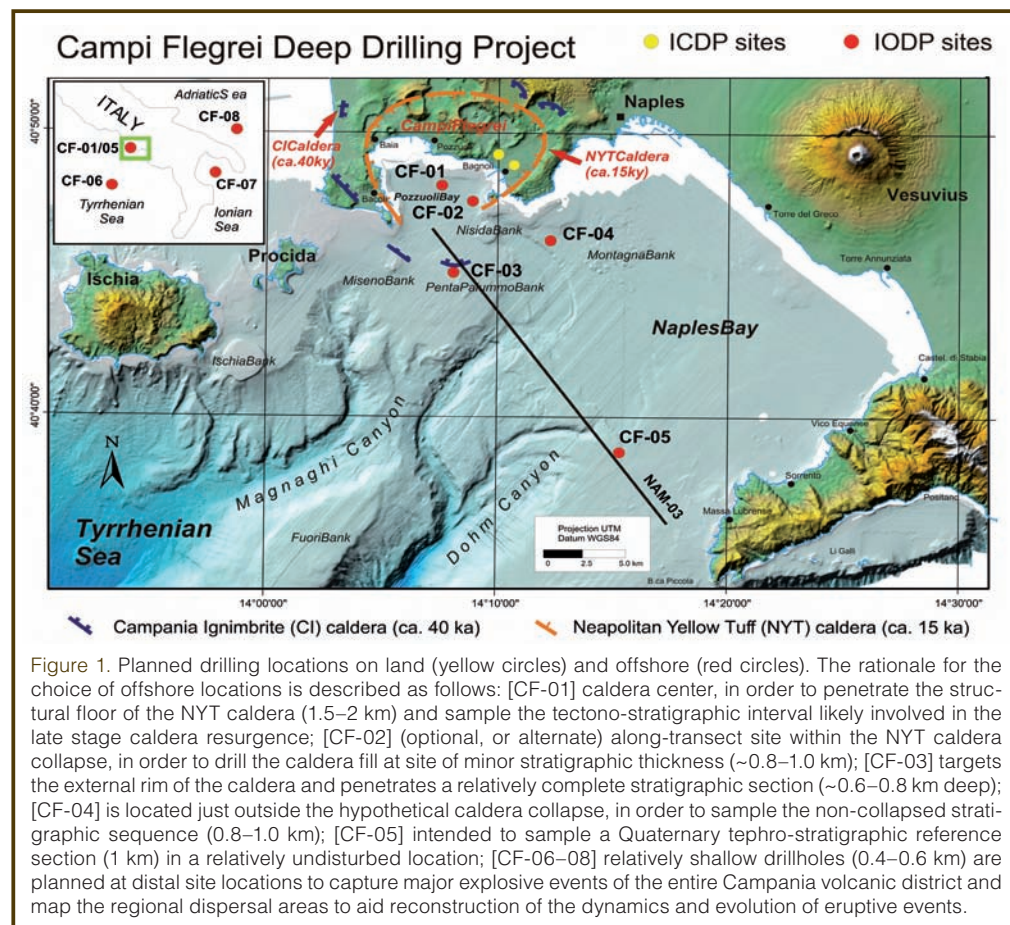 Campi Flegrei Deep Drilling Project
ICDP sites
IODP sites
AdriaticS ea
ITALY
CF-08
CF-01/05
CF-06
CF-07
Tyrrhenian
Sea
Ionian
Sea
40°50'00"
40°40'00"
CICaldera
(ca.40ky)
CampiFlegrei
Baia
Pozzuoli
Bagnoli
NYTCaldera
(ca.15ky)
Naples
Vesuvius
CF-01
Bacoli
PozzuoliBay
CF-02
NisidaBank
CF-04
MontagnaBank
Torre del Greco
Torre Annunziata
Procida
Ischia
MisenoBank
CF-03
PentaPalummoBank
NaplesBay
IschiaBank
Castel. di Stabia
N
Magnaghi Canyon
Dohrn Canyon
CF-05
NAM-03
Vico Equense
Sorrento
Massa Lubrense
Positano
Li Galli
B.ca Piccola
Tyrrhenian
Sea
FuoriBank
Projection UTM
Datum WGS84
0 2.5 5.0 km
14°00'00"
14°10'00"
14°20'00"
14°30'00"
Campania Ignimbrite (CI) caldera (ca. 40 ka)
Neapolitan Yellow Tuff (NYT) caldera (ca. 15 ka)
Figure 1. Planned drilling locations on land (yellow circles) and offshore (red circles). The rationale for the
choice of offshore locations is described as follows: [CF-01] caldera center, in order to penetrate the struc-
tural floor of the NYT caldera (1.5–2 km) and sample the tectono-stratigraphic interval likely involved in the
late stage caldera resurgence; [CF-02] (optional, or alternate) along-transect site within the NYT caldera
collapse, in order to drill the caldera fill at site of minor stratigraphic thickness (~0.8–1.0 km); [CF-03] targets
the external rim of the caldera and penetrates a relatively complete stratigraphic section (~0.6–0.8 km deep);
[CF-04] is located just outside the hypothetical caldera collapse, in order to sample the non-collapsed strati-
graphic sequence (0.8–1.0 km); [CF-05] intended to sample a Quaternary tephro-stratigraphic reference
section (1 km) in a relatively undisturbed location; [CF-06–08] relatively shallow drillholes (0.4–0.6 km) are
planned at distal site locations to capture major explosive events of the entire Campania volcanic district and
map the regional dispersal areas to aid reconstruction of the dynamics and evolution of eruptive events.